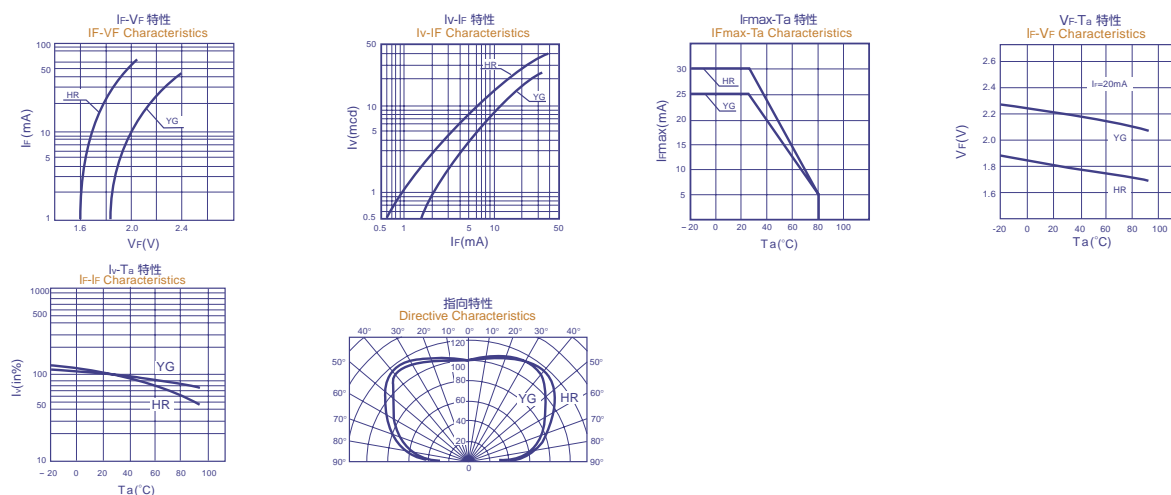 IF-VF 特性
IF-VF Characteristics
100
50
10
5
1
IF(mA)
HR
YG
1.6 2.0 2.4
VF(V)
Iv-IF 特性
Iv-IF Characteristics
50
10
5
1
0.5
Iv(mcd)
HR
YG
0.5 1 5 10 50
IF(mA)
IFmax-Ta 特性
IFmax-Ta Characteristics
30
25
20
25
10
5
IFmax(mA)
HR
YG
－20 0 20 40 60 80 100
Ta(°C)
VF-Ta 特性
IF-VF Characteristics
2.6
2.4
2.2
2.0
1.8
1.6
VF(V)
IF=20mA
YG
HR
－20 0 20 40 60 80 100
Ta(°C)
Iv-Ta 特性
IF-IF Characteristics
1000
500
100
50
10
Iv(in%)
YG
HR
－20 0 20 40 60 80 100
Ta(°C)
指向特性
Directive Characteristics
40° 30° 20° 10° 0° 10° 20° 30° 40°
50° 120 50°
100
60° 80 60°
YG HR
70° 60 70°
40
80° 20 80°
90° 0 90°